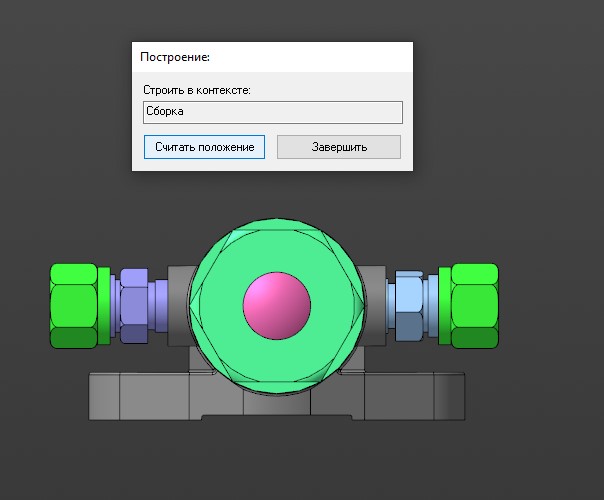 Построение:
Строить в контексте:
Сборка
Считать положение
Завершить